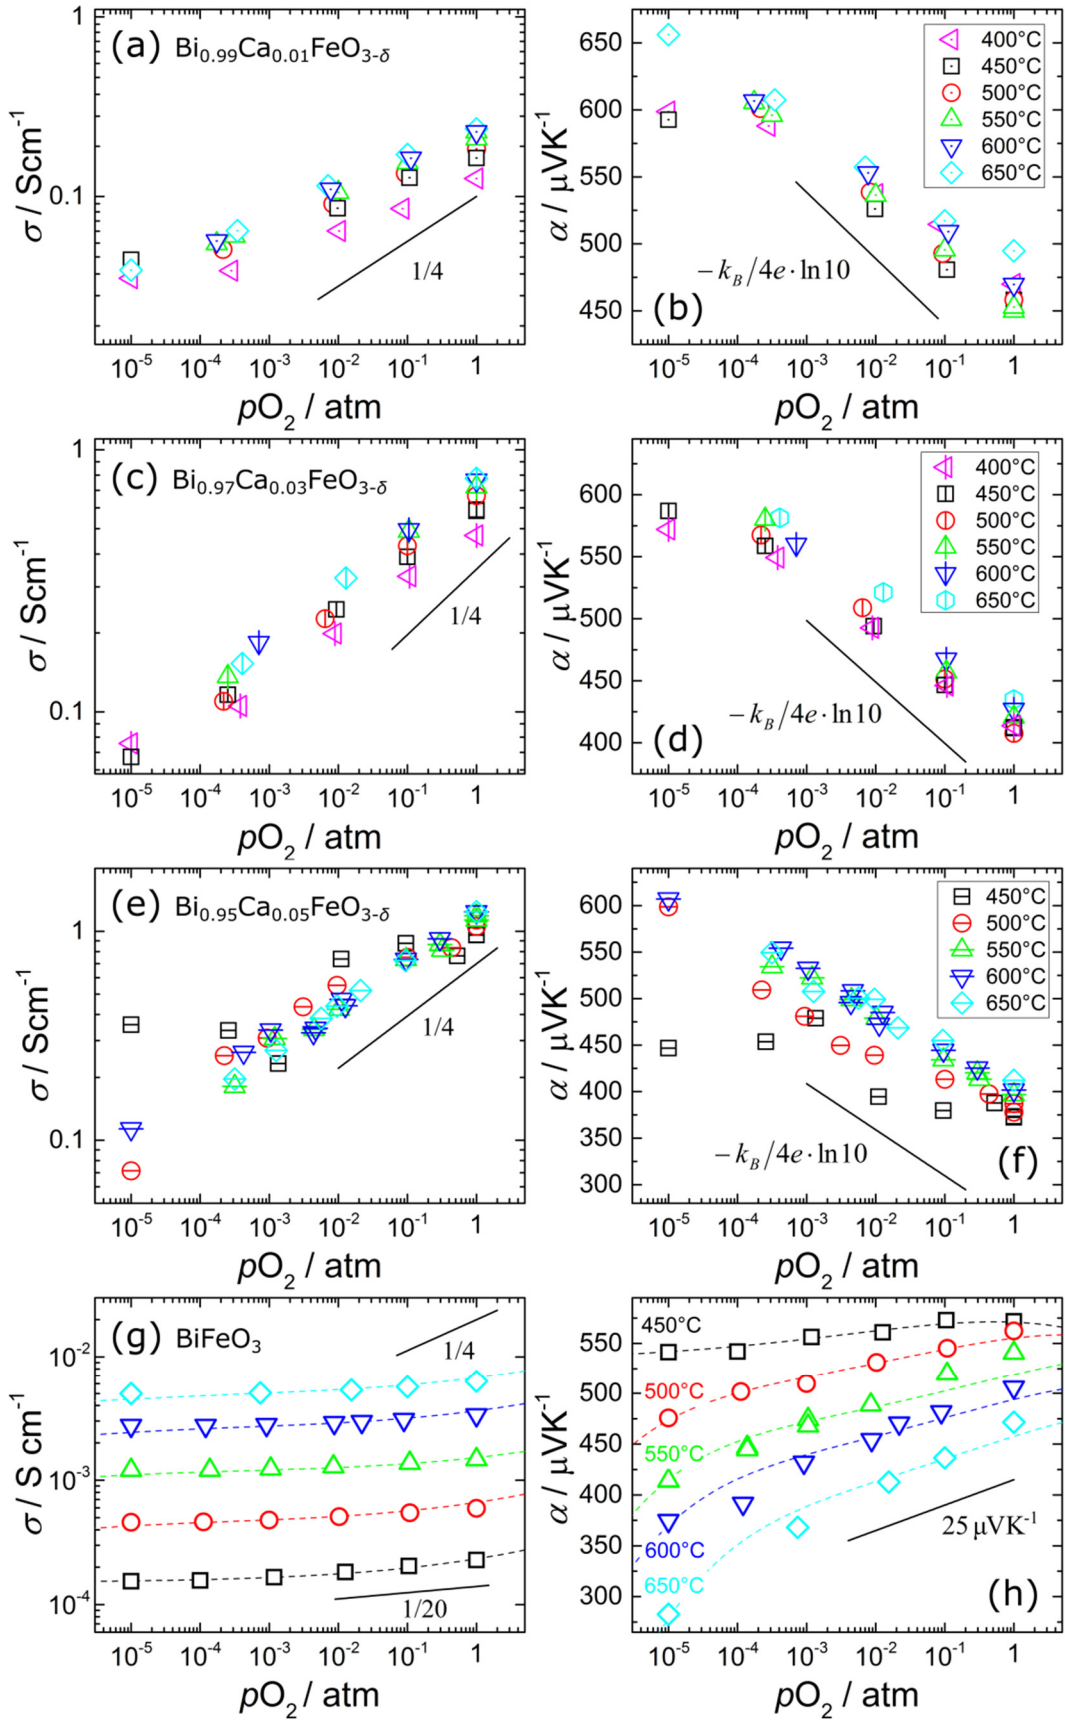 (a) Bi0.99Ca0.01FeO3-δ
σ / Scm⁻¹
1
0.1
10⁻⁵ 10⁻⁴ 10⁻³ 10⁻² 10⁻¹ 1
pO₂ / atm
1/4
(b)
α / μVK⁻¹
650
600
550
500
450
400°C
450°C
500°C
550°C
600°C
650°C
−kB/4e·ln10
10⁻⁵ 10⁻⁴ 10⁻³ 10⁻² 10⁻¹ 1
pO₂ / atm
(c) Bi0.97Ca0.03FeO3-δ
σ / Scm⁻¹
1
0.1
1/4
10⁻⁵ 10⁻⁴ 10⁻³ 10⁻² 10⁻¹ 1
pO₂ / atm
(d)
α / μVK⁻¹
600
550
500
450
400
400°C
450°C
500°C
550°C
600°C
650°C
−kB/4e·ln10
10⁻⁵ 10⁻⁴ 10⁻³ 10⁻² 10⁻¹ 1
pO₂ / atm
(e) Bi0.95Ca0.05FeO3-δ
σ / Scm⁻¹
1
0.1
1/4
10⁻⁵ 10⁻⁴ 10⁻³ 10⁻² 10⁻¹ 1
pO₂ / atm
(f)
α / μVK⁻¹
600
550
500
450
400
350
300
450°C
500°C
550°C
600°C
650°C
−kB/4e·ln10
10⁻⁵ 10⁻⁴ 10⁻³ 10⁻² 10⁻¹ 1
pO₂ / atm
(g) BiFeO₃
σ / S cm⁻¹
10⁻²
10⁻³
10⁻⁴
1/4
1/20
10⁻⁵ 10⁻⁴ 10⁻³ 10⁻² 10⁻¹ 1
pO₂ / atm
(h)
α / μVK⁻¹
550
500
450
400
350
300
450°C
500°C
550°C
600°C
650°C
25 μVK⁻¹
10⁻⁵ 10⁻⁴ 10⁻³ 10⁻² 10⁻¹ 1
pO₂ / atm